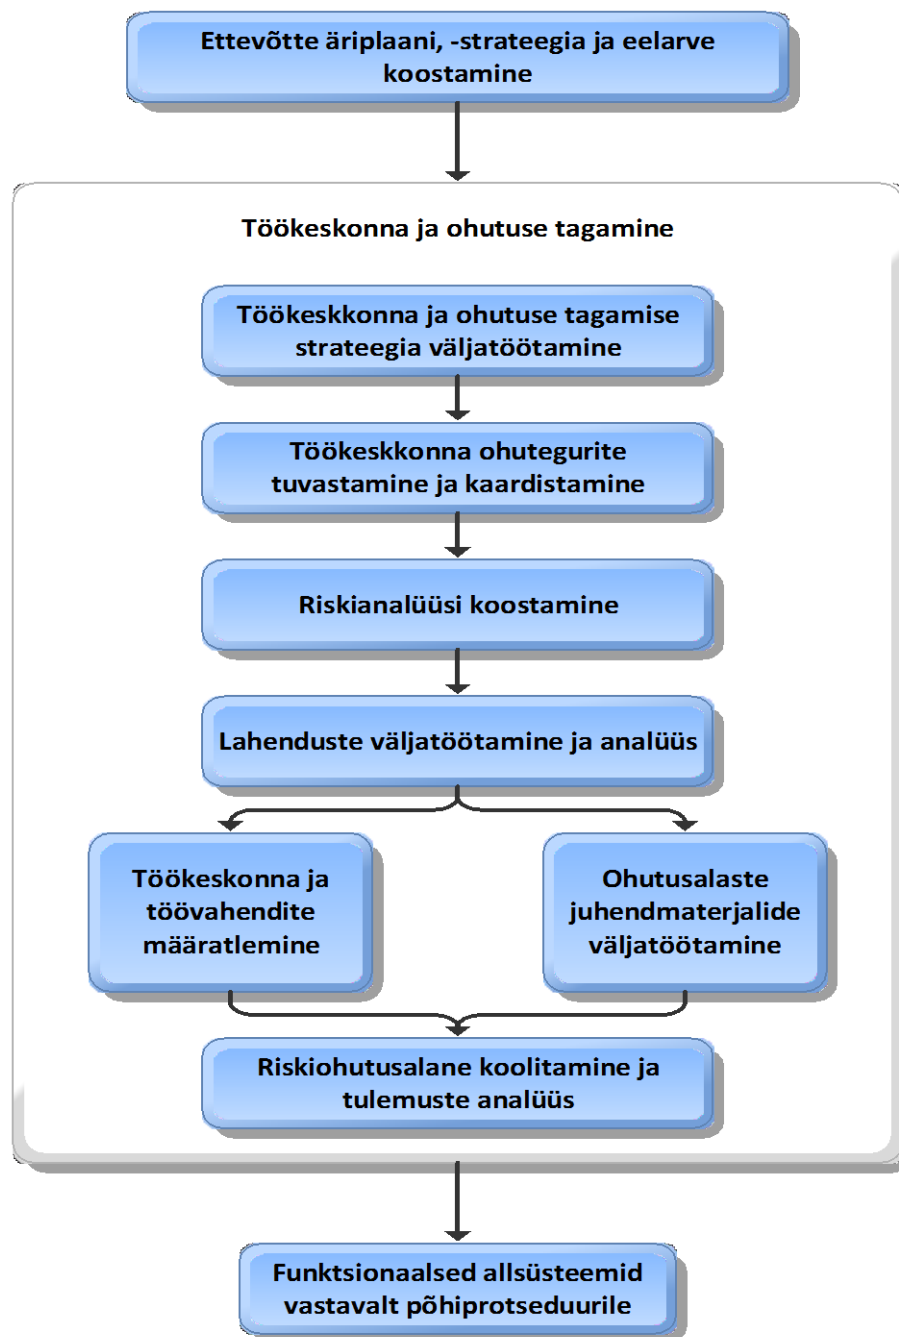 Ettevõtte äriplaani, -strateegia ja eelarve
koostamine
Töökeskonna ja ohutuse tagamine
Töökeskkonna ja ohutuse tagamise
strateegia väljatöötamine
Töökeskkonna ohutegurite
tuvastamine ja kaardistamine
Riskianalüüsi koostamine
Lahenduste väljatöötamine ja analüüs
Töökeskonna ja
töövahendite
määratlemine
Ohutusalaste
juhendmaterjalide
väljatöötamine
Riskiohutusalane koolitamine ja
tulemuste analüüs
Funktsionaalsed allsüsteemid
vastavalt põhiprotseduurile